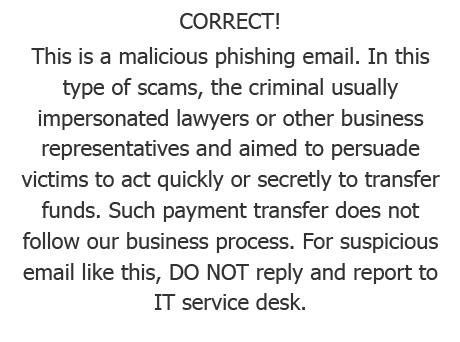 CORRECT!
This is a malicious phishing email. In this
type of scams, the criminal usually
impersonated lawyers or other business
representatives and aimed to persuade
victims to act quickly or secretly to transfer
funds. Such payment transfer does not
follow our business process. For suspicious
email like this, DO NOT reply and report to
IT service desk.